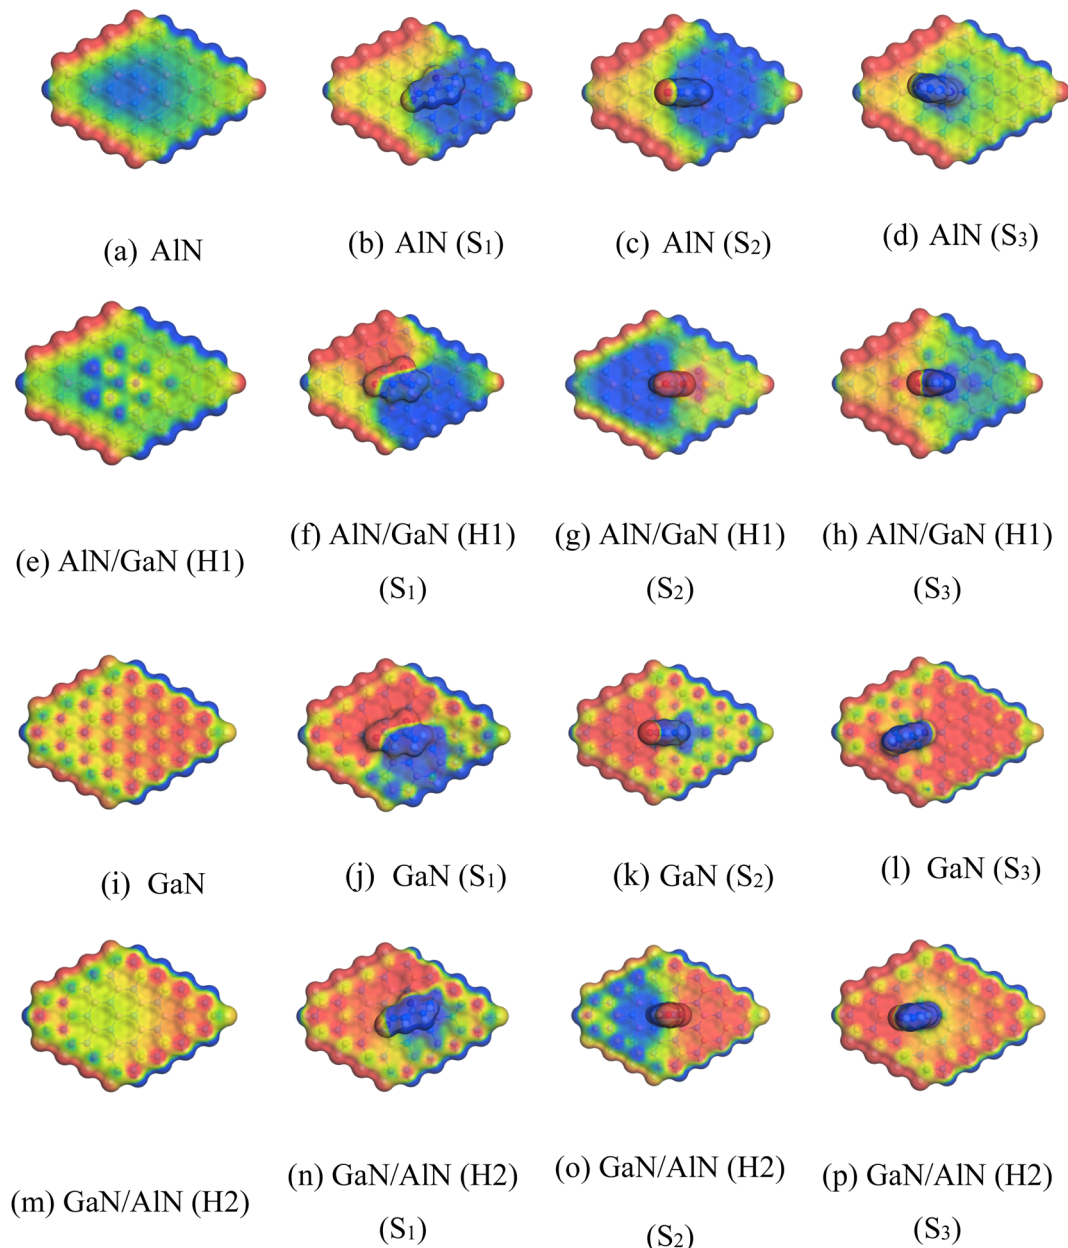 (a) AlN
(b) AlN (S₁)
(c) AlN (S₂)
(d) AlN (S₃)
(e) AlN/GaN (H1)
(f) AlN/GaN (H1)
(S₁)
(g) AlN/GaN (H1)
(S₂)
(h) AlN/GaN (H1)
(S₃)
(i) GaN
(j) GaN (S₁)
(k) GaN (S₂)
(l) GaN (S₃)
(m) GaN/AlN (H2)
(n) GaN/AlN (H2)
(S₁)
(o) GaN/AlN (H2)
(S₂)
(p) GaN/AlN (H2)
(S₃)